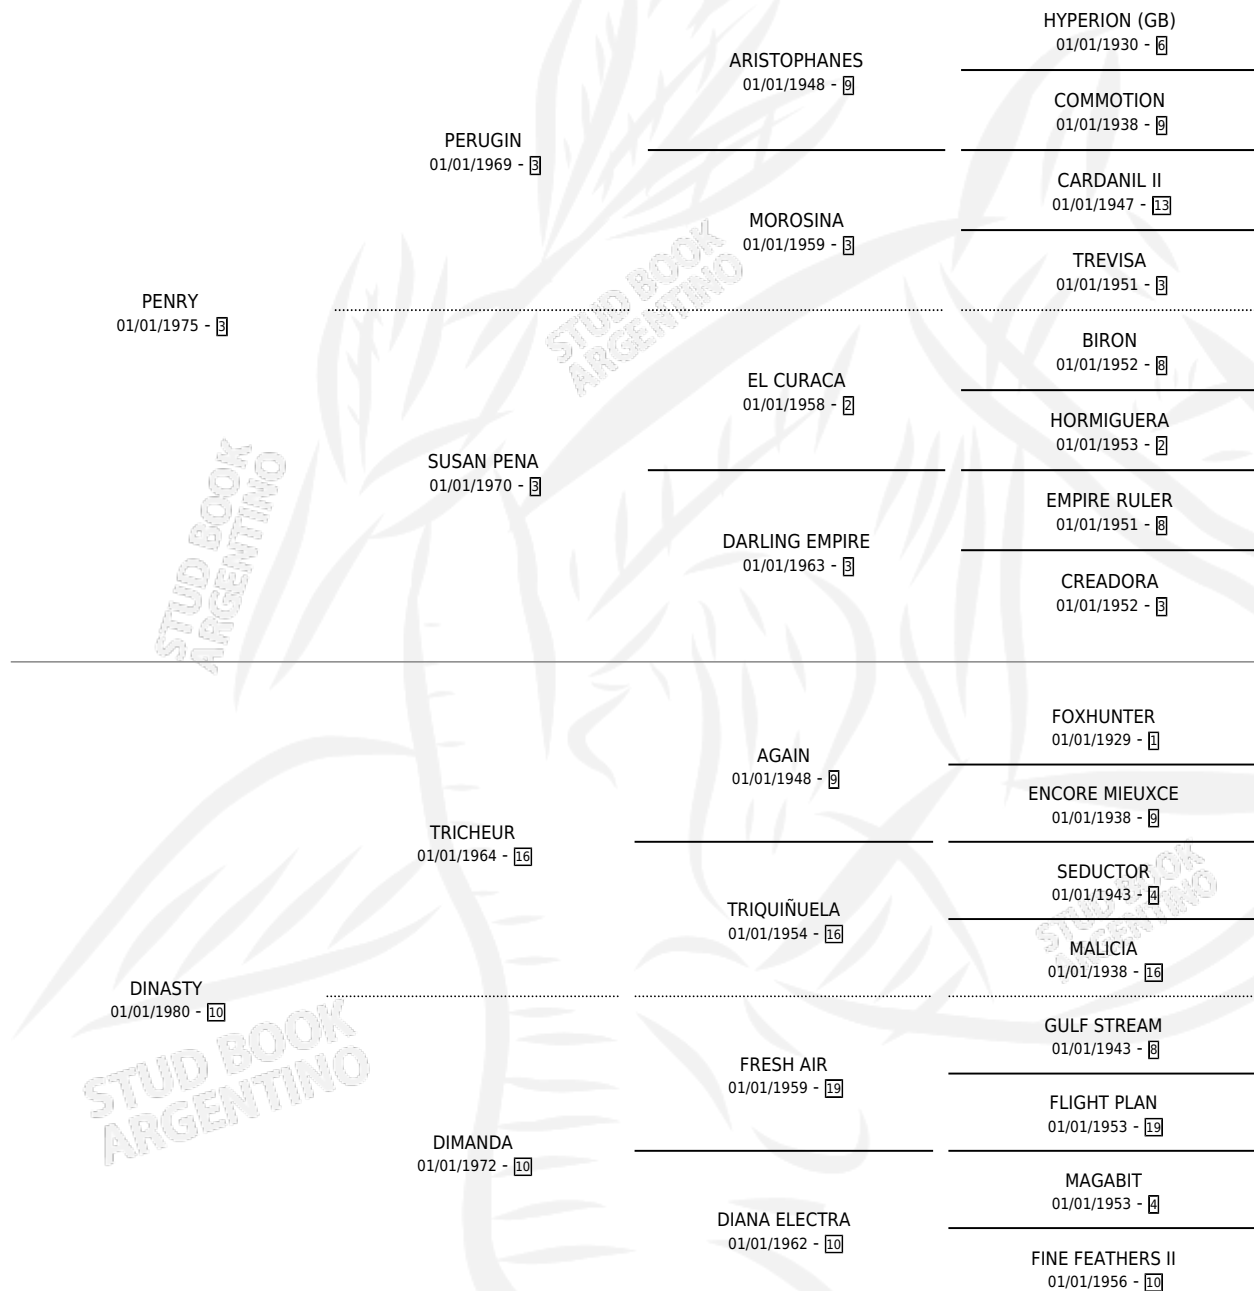 HYPERION (GB)
01/01/1930 - 6
ARISTOPHANES
01/01/1948 - 9
COMMOTION
01/01/1938 - 9
PERUGIN
01/01/1969 - 3
CARDANIL II
01/01/1947 - 13
MOROSINA
01/01/1959 - 3
TREVISA
01/01/1951 - 3
PENRY
01/01/1975 - 3
BIRON
01/01/1952 - 8
EL CURACA
01/01/1958 - 2
HORMIGUERA
01/01/1953 - 2
SUSAN PENA
01/01/1970 - 3
EMPIRE RULER
01/01/1951 - 8
DARLING EMPIRE
01/01/1963 - 3
CREADORA
01/01/1952 - 3
FOXHUNTER
01/01/1929 - 1
AGAIN
01/01/1948 - 9
ENCORE MIEUXCE
01/01/1938 - 9
TRICHEUR
01/01/1964 - 16
SEDUCTOR
01/01/1943 - 4
TRIQUIÑUELA
01/01/1954 - 16
MALICIA
01/01/1938 - 16
DINASTY
01/01/1980 - 10
GULF STREAM
01/01/1943 - 8
FRESH AIR
01/01/1959 - 19
FLIGHT PLAN
01/01/1953 - 19
DIMANDA
01/01/1972 - 10
MAGABIT
01/01/1953 - 4
DIANA ELECTRA
01/01/1962 - 10
FINE FEATHERS II
01/01/1956 - 10
STUD BOOK
ARGENTINO
STUD BOOK
ARGENTINO
STUD BOOK
ARGENTINO
STUD BOOK
ARGENTINO